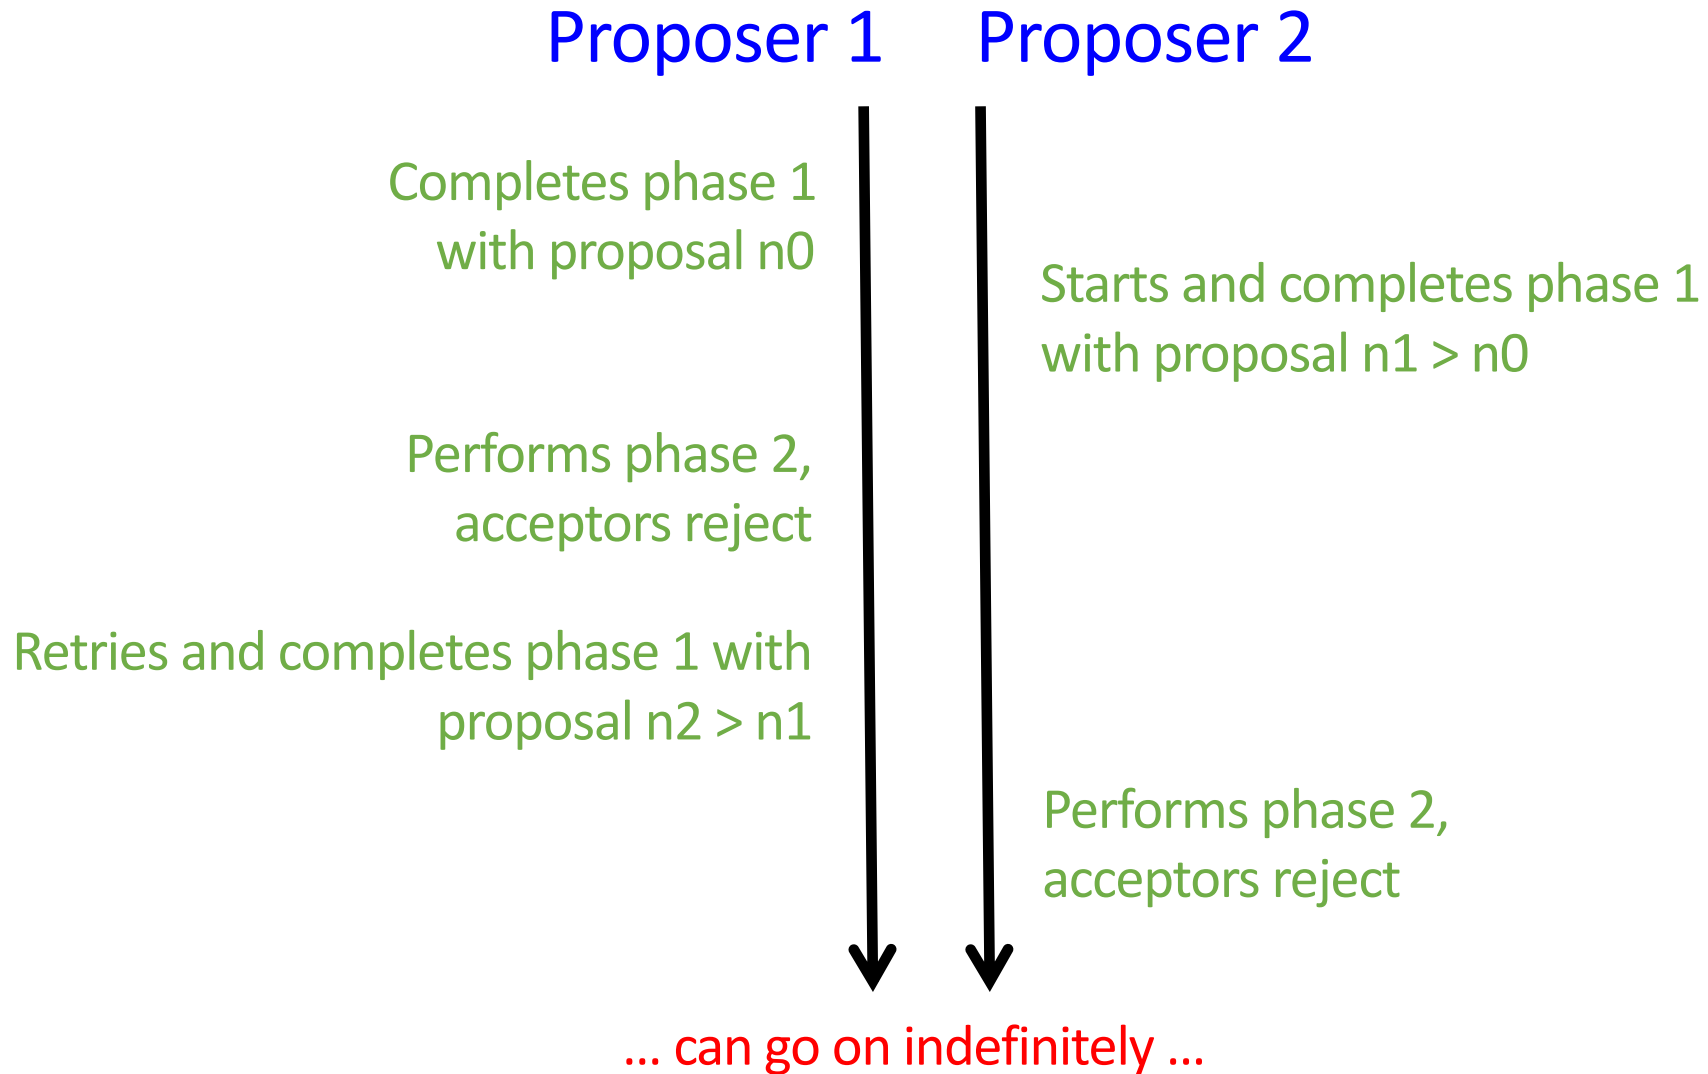 Proposer 1 Proposer 2
Completes phase 1
with proposal n0
Starts and completes phase 1
with proposal n1 > n0
Performs phase 2,
acceptors reject
Retries and completes phase 1 with
proposal n2 > n1
Performs phase 2,
acceptors reject
... can go on indefinitely ...